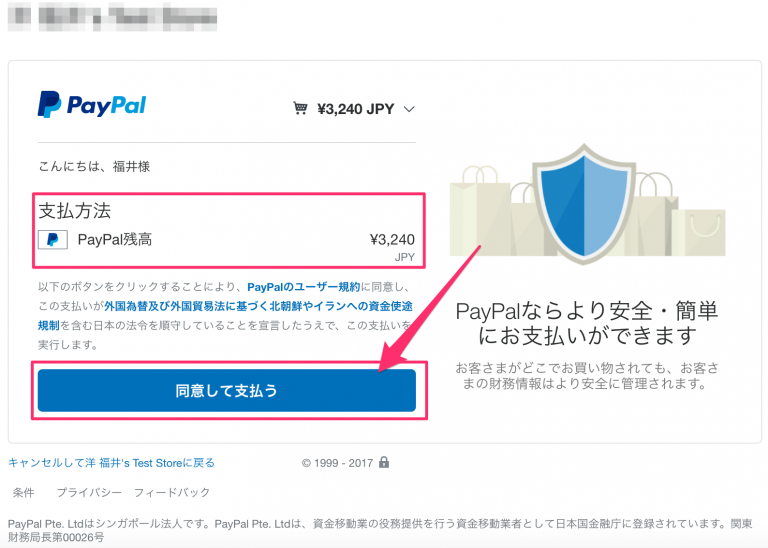 PayPal
¥3,240 JPY
こんにちは、福井様
支払方法
PayPal残高
¥3,240
JPY
以下のボタンをクリックすることにより、PayPalのユーザー規約に同意し、
この支払いが外国為替及び外国貿易法に基づく北朝鮮やイランへの資金使途
規制を含む日本の法令を順守していることを宣言したうえで、この支払いを
実行します。
同意して支払う
PayPalならより安全・簡単
にお支払いができます
お客さまがどこでお買い物されても、お客さ
まの財務情報はより安全に管理されます。
キャンセルして洋 福井's Test Storeに戻る
© 1999 - 2017
条件 プライバシー フィードバック
PayPal Pte. Ltdはシンガポール法人です。PayPal Pte. Ltdは、資金移動業の役務提供を行う資金移動業者として日本国金融庁に登録されています。関東
財務局長第00026号